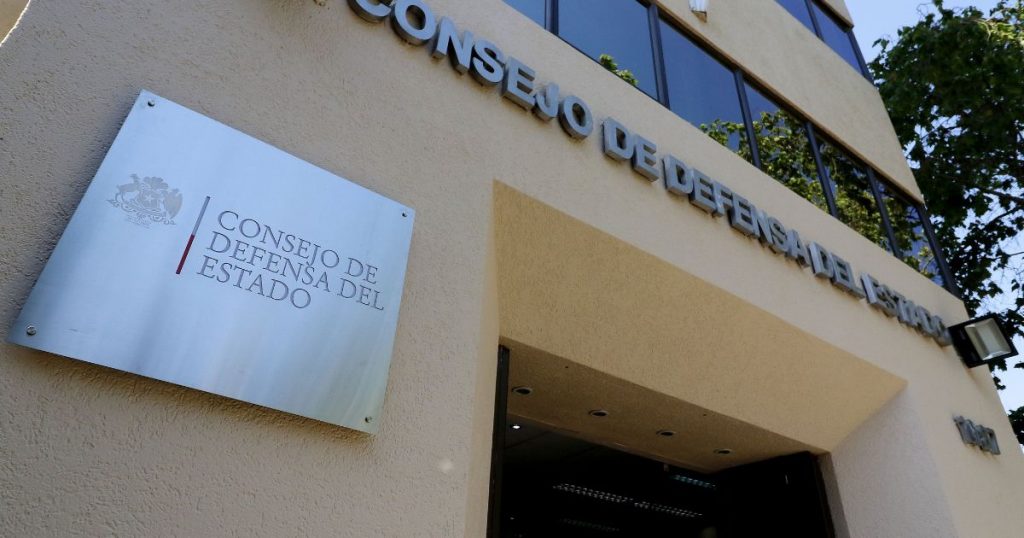 CONSEJO DE DEFENSA DEL ESTADO
CONSEJO DE
DEFENSA DEL
ESTADO